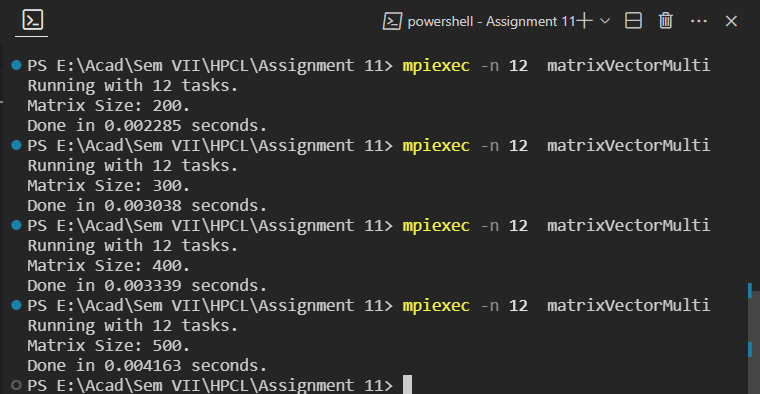 powershell - Assignment 11
PS E:\Acad\Sem VII\HPCL\Assignment 11> mpiexec -n 12  matrixVectorMulti
Running with 12 tasks.
Matrix Size: 200.
Done in 0.002285 seconds.
PS E:\Acad\Sem VII\HPCL\Assignment 11> mpiexec -n 12  matrixVectorMulti
Running with 12 tasks.
Matrix Size: 300.
Done in 0.003038 seconds.
PS E:\Acad\Sem VII\HPCL\Assignment 11> mpiexec -n 12  matrixVectorMulti
Running with 12 tasks.
Matrix Size: 400.
Done in 0.003339 seconds.
PS E:\Acad\Sem VII\HPCL\Assignment 11> mpiexec -n 12  matrixVectorMulti
Running with 12 tasks.
Matrix Size: 500.
Done in 0.004163 seconds.
PS E:\Acad\Sem VII\HPCL\Assignment 11>